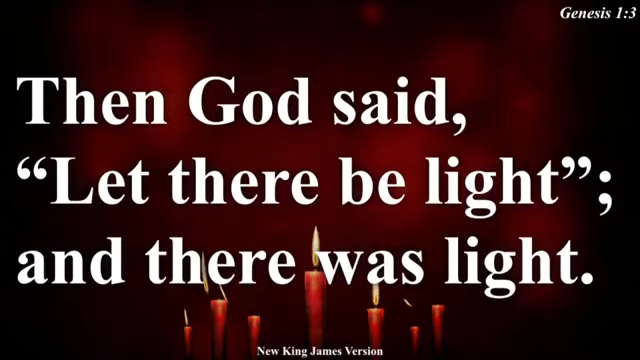 Genesis 1:3
Then God said,
“Let there be light”;
and there was light.
New King James Version